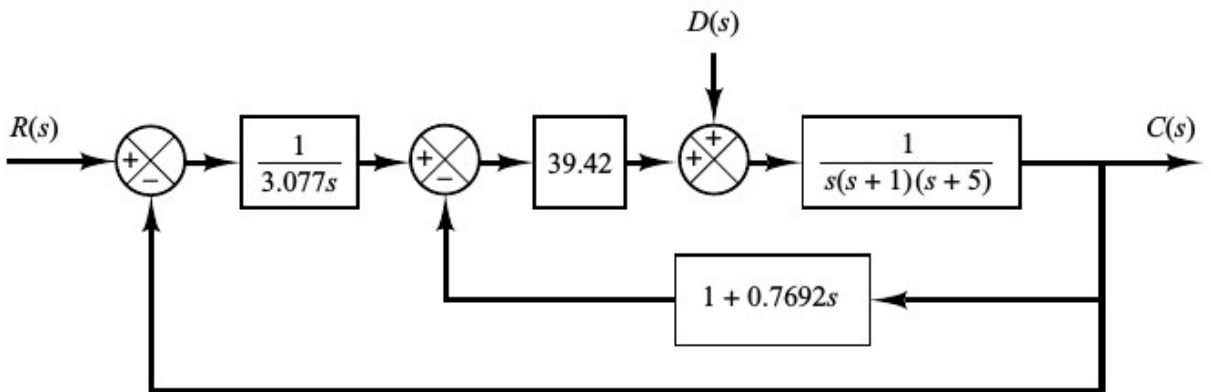 D(s)
R(s)
C(s)
+
−
1
3.077s
+
−
39.42
+
+
1
s(s + 1)(s + 5)
1 + 0.7692s